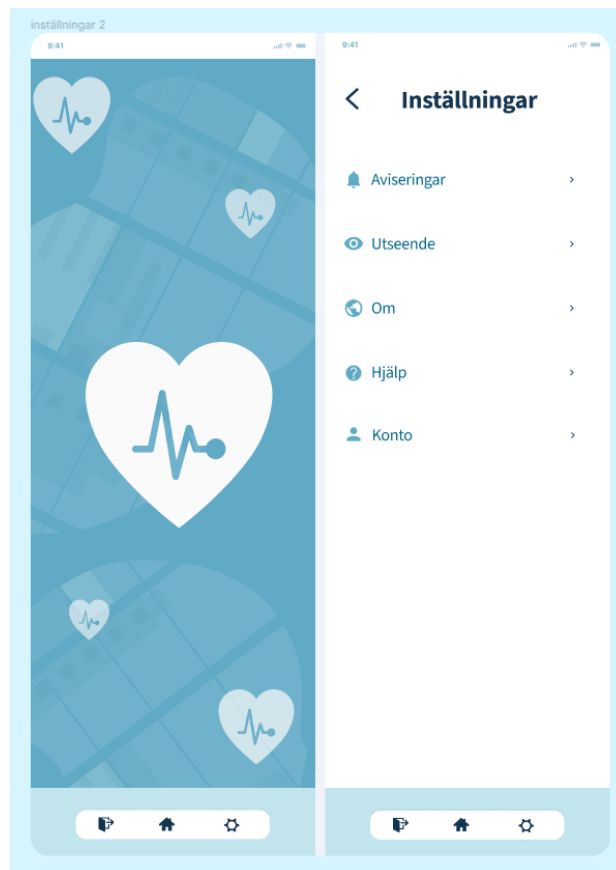 Inställningar 2
9:41
9:41
Inställningar
Aviseringar
Utseende
Om
Hjälp
Konto